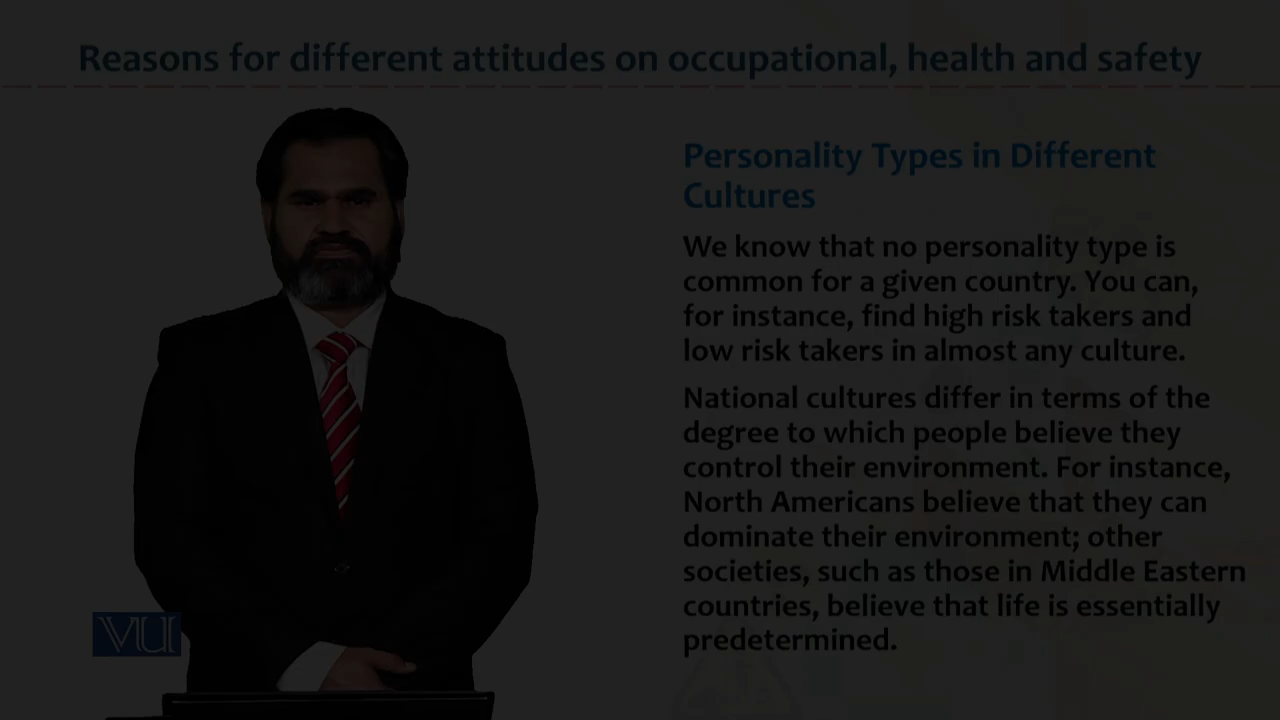 Reasons for different attitudes on occupational, health and safety
Personality Types in Different
Cultures
We know that no personality type is
common for a given country. You can,
for instance, find high risk takers and
low risk takers in almost any culture.
National cultures differ in terms of the
degree to which people believe they
control their environment. For instance,
North Americans believe that they can
dominate their environment; other
societies, such as those in Middle Eastern
countries, believe that life is essentially
predetermined.
VU